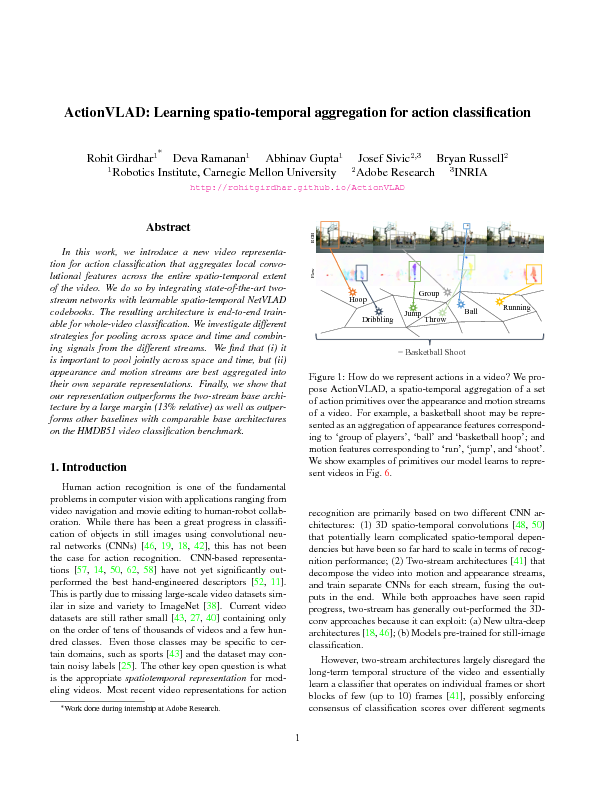 ActionVLAD: Learning spatio-temporal aggregation for action classification
Rohit Girdhar1* Deva Ramanan1 Abhinav Gupta1 Josef Sivic2,3 Bryan Russell2
1Robotics Institute, Carnegie Mellon University 2Adobe Research 3INRIA
http://rohitgirdhar.github.io/ActionVLAD
Abstract
In this work, we introduce a new video representa-
tion for action classification that aggregates local convo-
lutional features across the entire spatio-temporal extent
of the video. We do so by integrating state-of-the-art two-
stream networks with learnable spatio-temporal NetVLAD
codebooks. The resulting architecture is end-to-end train-
able for whole-video classification. We investigate different
strategies for pooling across space and time and combin-
ing signals from the different streams. We find that (i) it
is important to pool jointly across space and time, but (ii)
appearance and motion streams are best aggregated into
their own separate representations. Finally, we show that
our representation outperforms the two-stream base archi-
tecture by a large margin (13% relative) as well as outper-
forms other baselines with comparable base architectures
on the HMDB51 video classification benchmark.
1. Introduction
Human action recognition is one of the fundamental
problems in computer vision with applications ranging from
video navigation and movie editing to human-robot collab-
oration. While there has been a great progress in classifi-
cation of objects in still images using convolutional neu-
ral networks (CNNs) [46, 19, 18, 42], this has not been
the case for action recognition. CNN-based representa-
tions [57, 14, 50, 62, 58] have not yet significantly out-
performed the best hand-engineered descriptors [52, 11].
This is partly due to missing large-scale video datasets sim-
ilar in size and variety to ImageNet [38]. Current video
datasets are still rather small [43, 27, 40] containing only
on the order of tens of thousands of videos and a few hun-
dred classes. Even those classes may be specific to cer-
tain domains, such as sports [43] and the dataset may con-
tain noisy labels [25]. The other key open question is what
is the appropriate spatiotemporal representation for mod-
eling videos. Most recent video representations for action
*Work done during internship at Adobe Research.
RGB
Flow
Hoop
Dribbling
Jump
Group
Throw
Ball
Running
= Basketball Shoot
Figure 1: How do we represent actions in a video? We pro-
pose ActionVLAD, a spatio-temporal aggregation of a set
of action primitives over the appearance and motion streams
of a video. For example, a basketball shoot may be repre-
sented as an aggregation of appearance features correspond-
ing to ‘group of players’, ‘ball’ and ‘basketball hoop’; and
motion features corresponding to ‘run’, ‘jump’, and ‘shoot’.
We show examples of primitives our model learns to repre-
sent videos in Fig. 6.
recognition are primarily based on two different CNN ar-
chitectures: (1) 3D spatio-temporal convolutions [48, 50]
that potentially learn complicated spatio-temporal depen-
dencies but have been so far hard to scale in terms of recog-
nition performance; (2) Two-stream architectures [41] that
decompose the video into motion and appearance streams,
and train separate CNNs for each stream, fusing the out-
puts in the end. While both approaches have seen rapid
progress, two-stream has generally out-performed the 3D-
conv approaches because it can exploit: (a) New ultra-deep
architectures [18, 46]; (b) Models pre-trained for still-image
classification.
However, two-stream architectures largely disregard the
long-term temporal structure of the video and essentially
learn a classifier that operates on individual frames or short
blocks of few (up to 10) frames [41], possibly enforcing
consensus of classification scores over different segments
1